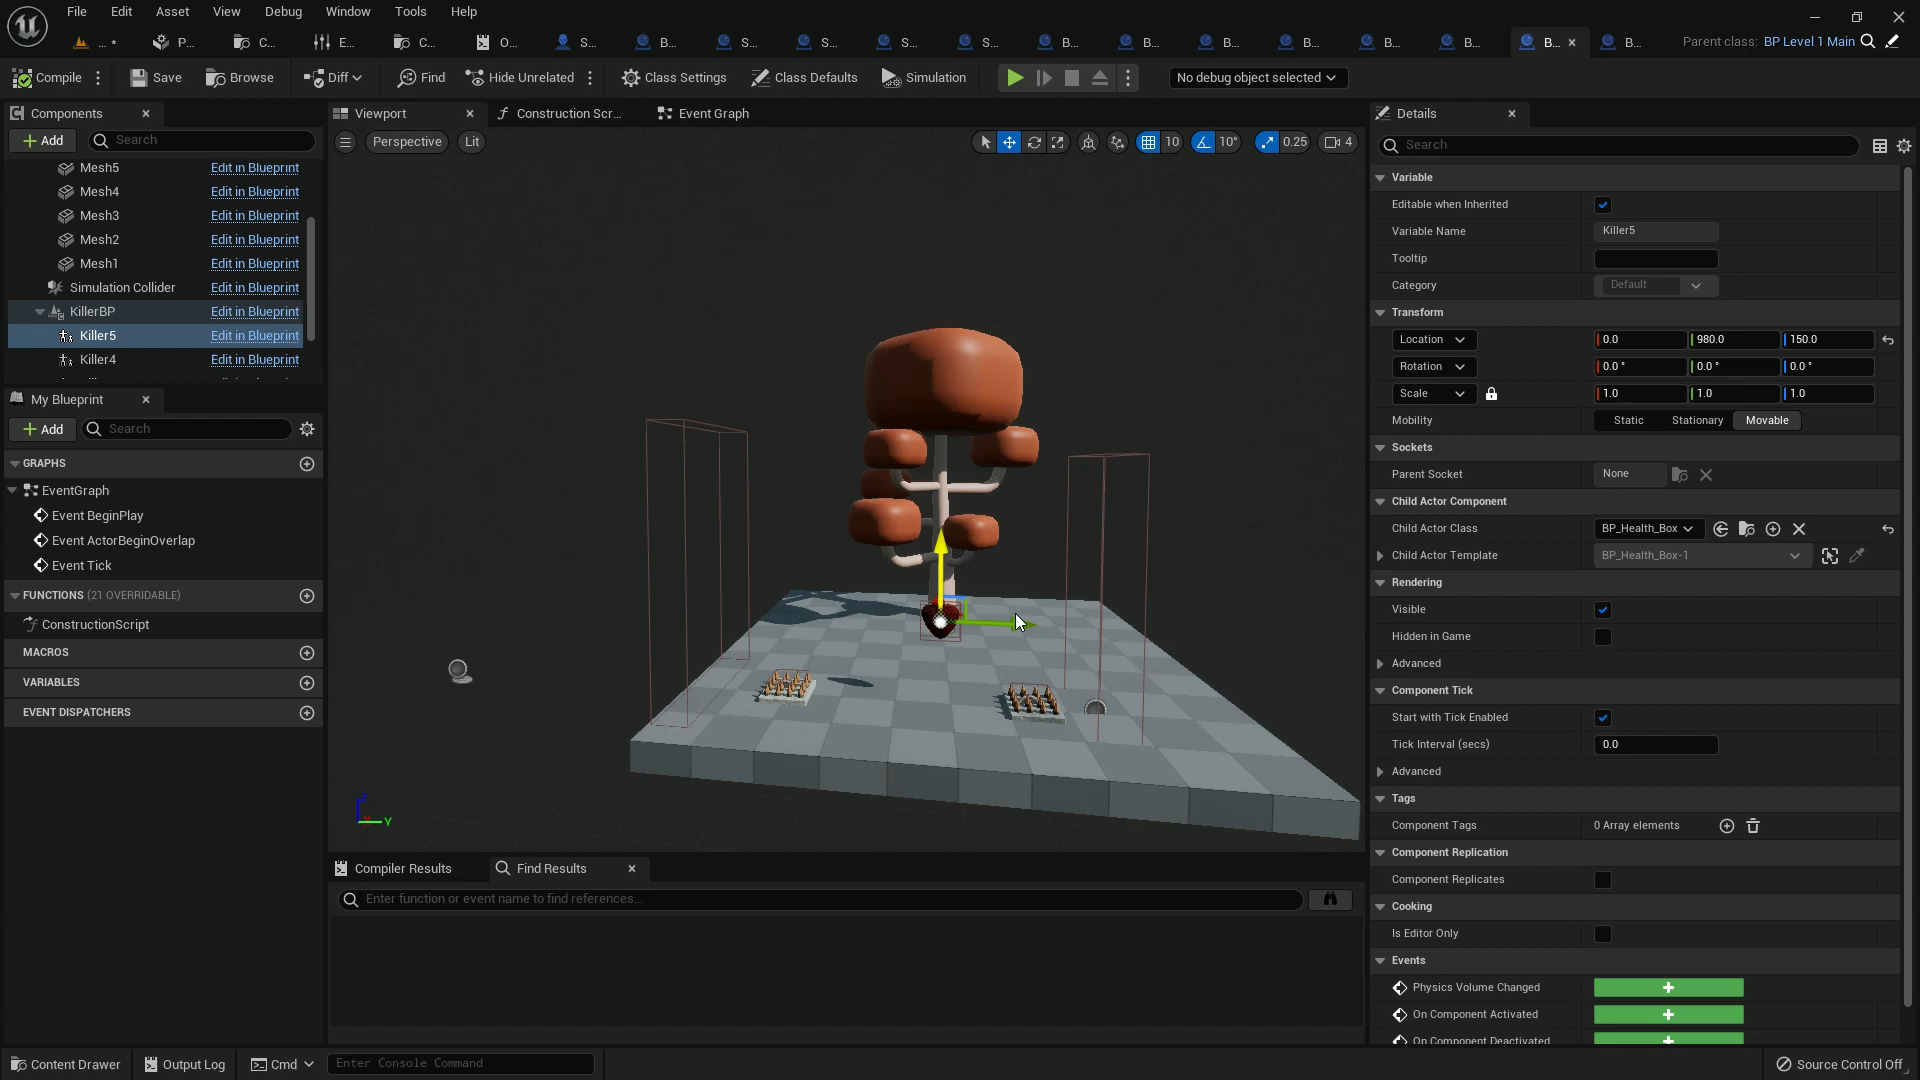 File Edit Asset View Debug Window Tools Help
... * P... C... E... C... O... S... B... S... S... S... S... B... B... B... B... B... B... B... B...
Parent class: BP Level 1 Main
Compile Save Browse Diff Find Hide Unrelated Class Settings Class Defaults Simulation No debug object selected
Components
Add Search
Mesh5 Edit in Blueprint
Mesh4 Edit in Blueprint
Mesh3 Edit in Blueprint
Mesh2 Edit in Blueprint
Mesh1 Edit in Blueprint
Simulation Collider Edit in Blueprint
KillerBP Edit in Blueprint
Killer5 Edit in Blueprint
Killer4 Edit in Blueprint
My Blueprint
Add Search
GRAPHS
EventGraph
Event BeginPlay
Event ActorBeginOverlap
Event Tick
FUNCTIONS (21 OVERRIDABLE)
ConstructionScript
MACROS
VARIABLES
EVENT DISPATCHERS
Viewport Construction Scr... Event Graph
Perspective Lit 10 10° 0.25 4
Z
X
Y
Compiler Results Find Results
Enter function or event name to find references...
Details
Search
Variable
Editable when Inherited
Variable Name Killer5
Tooltip
Category Default
Transform
Location 0.0 980.0 150.0
Rotation 0.0 ° 0.0 ° 0.0 °
Scale 1.0 1.0 1.0
Mobility Static Stationary Movable
Sockets
Parent Socket None
Child Actor Component
Child Actor Class BP_Health_Box
Child Actor Template BP_Health_Box-1
Rendering
Visible
Hidden in Game
Advanced
Component Tick
Start with Tick Enabled
Tick Interval (secs) 0.0
Advanced
Tags
Component Tags 0 Array elements
Component Replication
Component Replicates
Cooking
Is Editor Only
Events
Physics Volume Changed
On Component Activated
On Component Deactivated
Content Drawer Output Log Cmd Enter Console Command Source Control Off